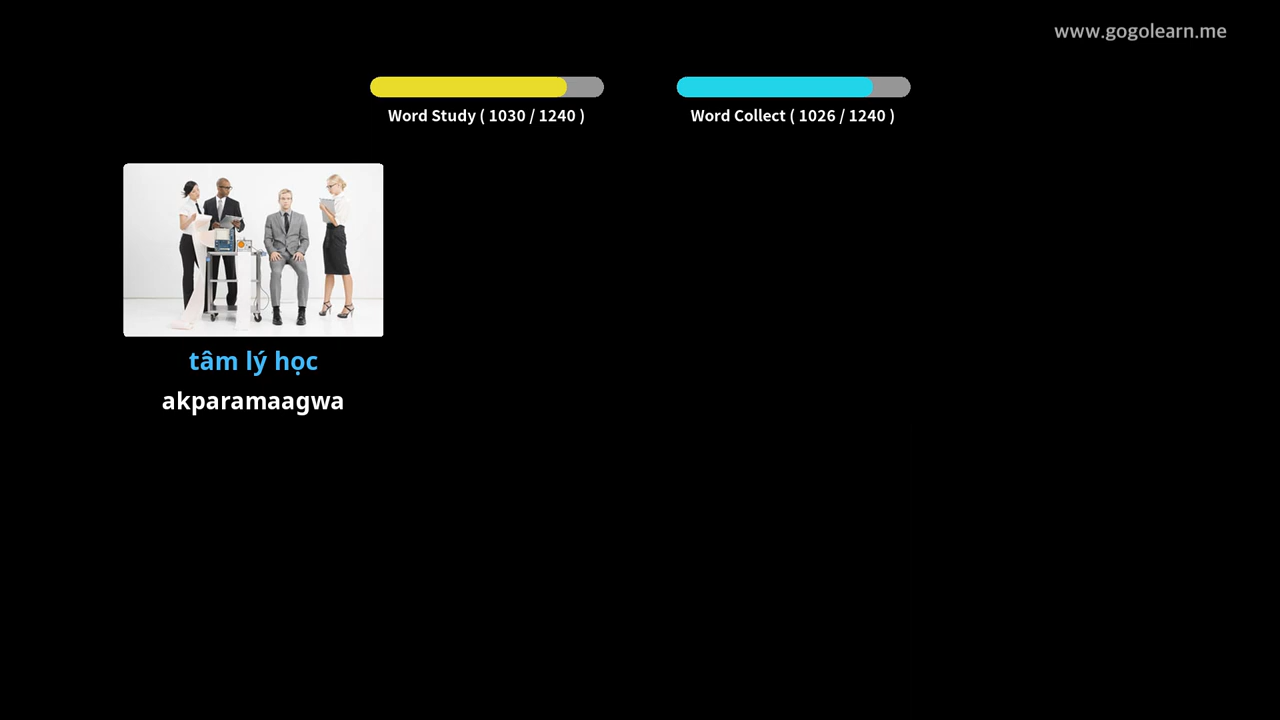 www.gogolearn.me
Word Study ( 1030 / 1240 )
Word Collect ( 1026 / 1240 )
tâm lý học
akparamaagwa